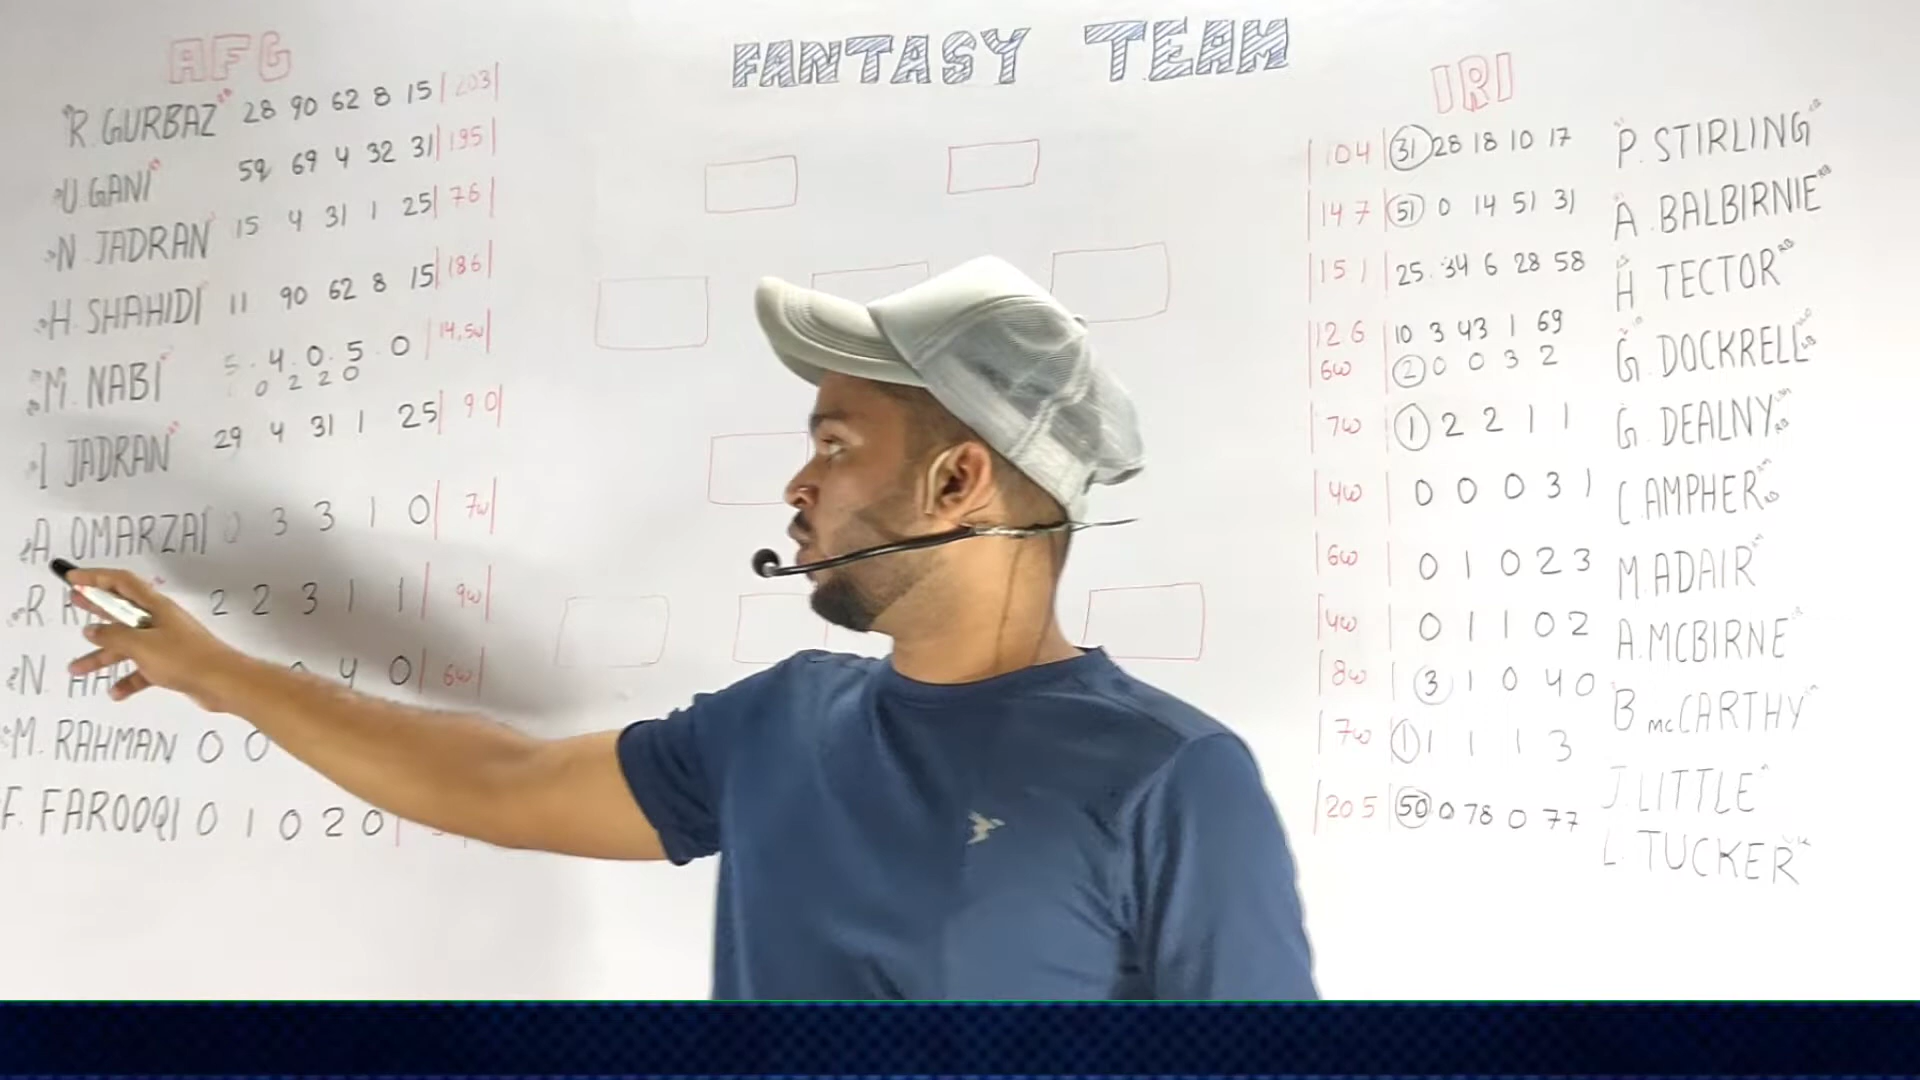 FANTASY TEAM
AFG
R. GURBAZ 28 90 62 8 15 | 203 |
U. GANI 59 69 4 32 31 | 195 |
N. JADRAN 15 4 31 1 25 | 76 |
H. SHAHIDI 11 90 62 8 15 | 186 |
M. NABI 5 . 4 . 0 . 5 . 0 | 14, 5w |
0 2 2 0
I JADRAN 29 4 31 1 25 | 90 |
A. OMARZAI 0 3 3 1 0 | 7w |
R. 2 2 3 1 1 | 9w |
N. 4 0 | 6w |
M. RAHMAN 0 0
F. FAROOQI 0 1 0 2 0 |
IRI
| 104 | 31 28 18 10 17 P. STIRLING
| 147 | 51 0 14 51 31 A. BALBIRNIE
| 151 | 25. 34 6 28 58 H TECTOR
| 126 | 10 3 43 1 69 G. DOCKRELL
| 6w | 2 0 0 3 2
| 7w | 1 2 2 1 1 G. DEALNY
| 4w | 0 0 0 3 1 C. AMPHER
| 6w | 0 1 0 2 3 M. ADAIR
| 4w | 0 1 1 0 2 A. MCBIRNE
| 8w | 3 1 0 4 0 B mcCARTHY
| 7w | 1 1 1 1 3 J. LITTLE
| 205 | 50 0 78 0 77 L. TUCKER